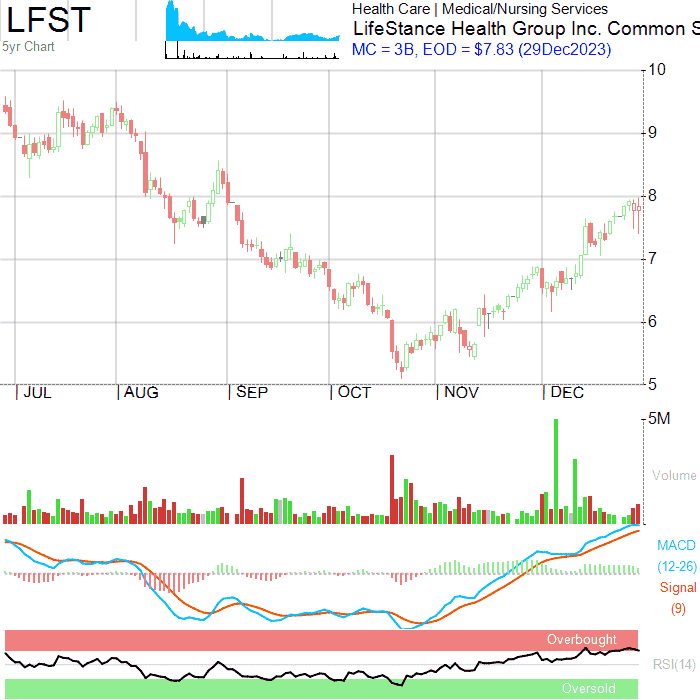 LFST
5yr Chart
Health Care | Medical/Nursing Services
LifeStance Health Group Inc. Common S
MC = 3B, EOD = $7.83 (29Dec2023)
10
9
8
7
6
5
JUL AUG SEP OCT NOV DEC
5M
Volume
MACD
(12-26)
Signal
(9)
Overbought
RSI(14)
Oversold